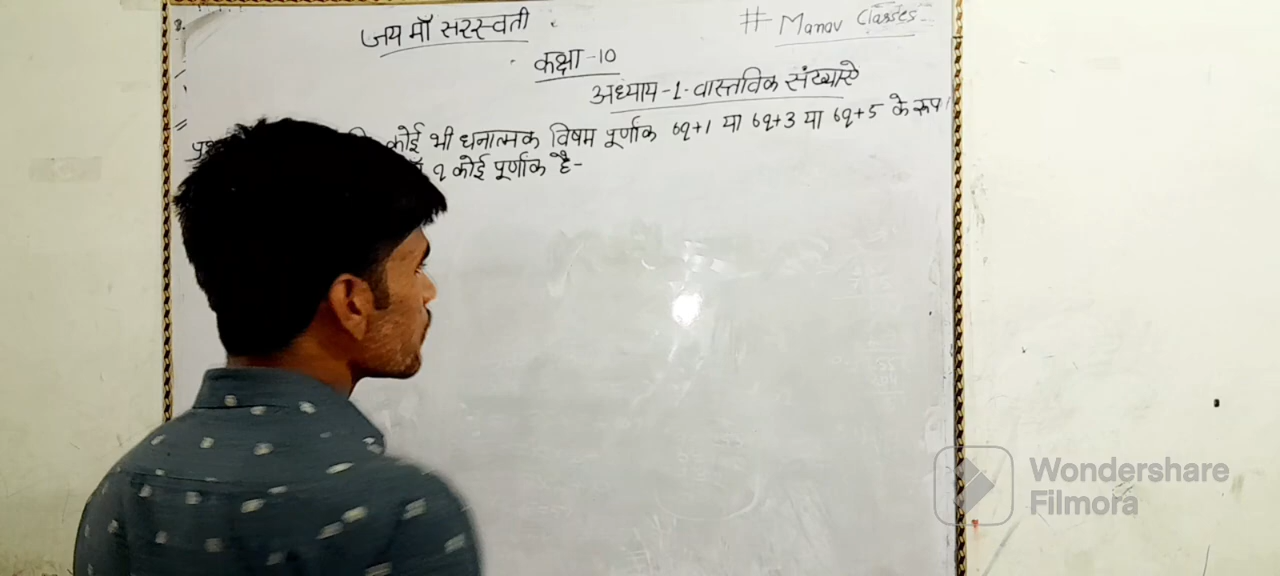 जय माँ सरस्वती
# Manav Classes
कक्षा - 10
अध्याय - 1 - वास्तविक संख्याऐ
कोई भी धनात्मक विषम पूर्णांक 6q+1 या 6q+3 या 6q+5 के रूप
q कोई पूर्णांक है-
Wondershare
Filmora